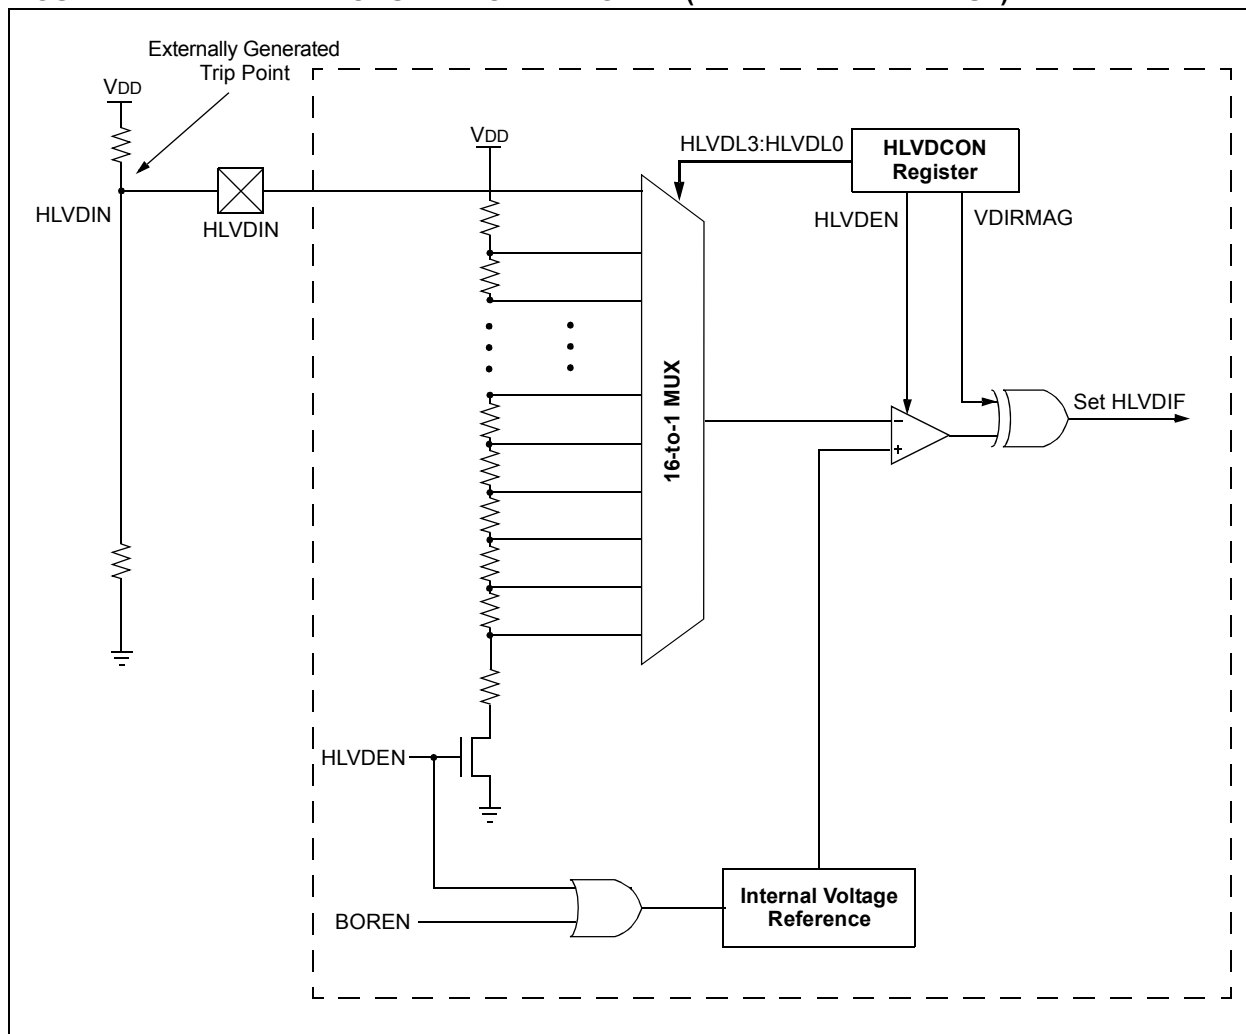 Externally Generated
Trip Point
VDD
VDD
HLVDL3:HLVDL0
HLVDCON
Register
HLVDIN
HLVDIN
HLVDEN
VDIRMAG
16-to-1 MUX
–
+
Set HLVDIF
HLVDEN
BOREN
Internal Voltage
Reference